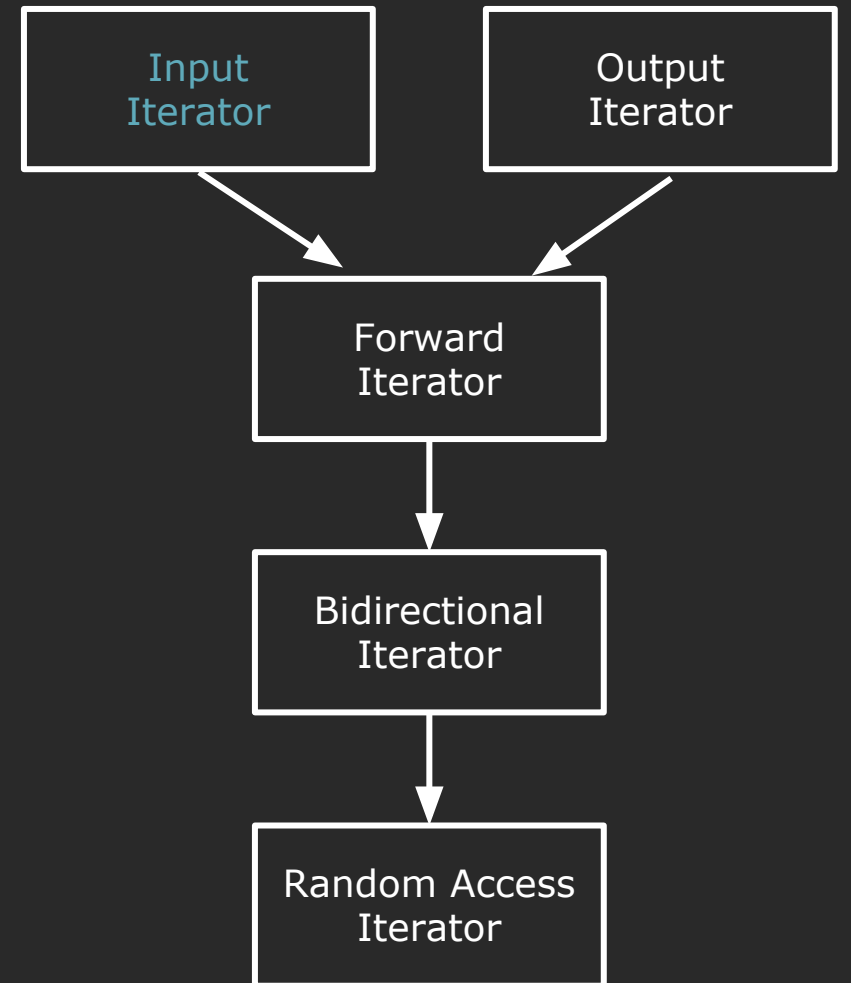 Input
Iterator
Output
Iterator
Forward
Iterator
Bidirectional
Iterator
Random Access
Iterator